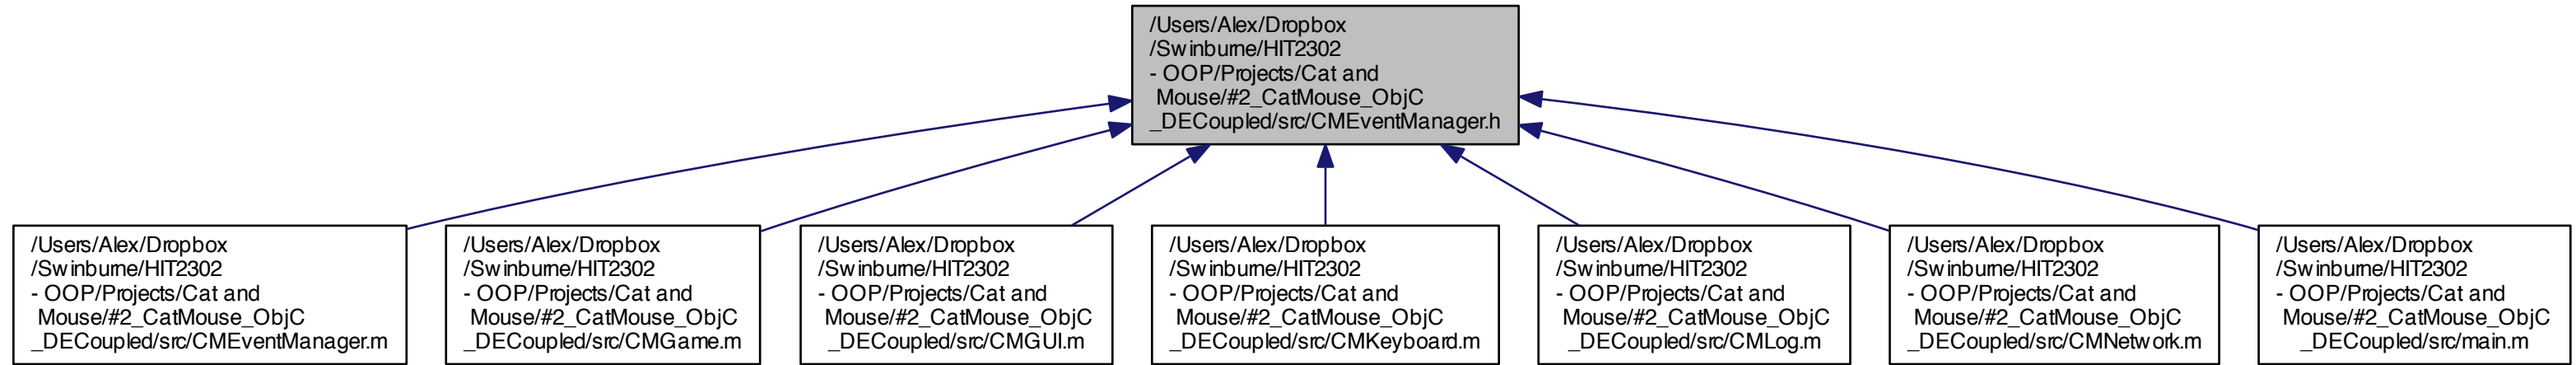 /Users/Alex/Dropbox
/Swinburne/HIT2302
- OOP/Projects/Cat and
Mouse/#2_CatMouse_ObjC
_DECoupled/src/CMEventManager.h
/Users/Alex/Dropbox
/Swinburne/HIT2302
- OOP/Projects/Cat and
Mouse/#2_CatMouse_ObjC
_DECoupled/src/CMEventManager.m
/Users/Alex/Dropbox
/Swinburne/HIT2302
- OOP/Projects/Cat and
Mouse/#2_CatMouse_ObjC
_DECoupled/src/CMGame.m
/Users/Alex/Dropbox
/Swinburne/HIT2302
- OOP/Projects/Cat and
Mouse/#2_CatMouse_ObjC
_DECoupled/src/CMGUI.m
/Users/Alex/Dropbox
/Swinburne/HIT2302
- OOP/Projects/Cat and
Mouse/#2_CatMouse_ObjC
_DECoupled/src/CMKeyboard.m
/Users/Alex/Dropbox
/Swinburne/HIT2302
- OOP/Projects/Cat and
Mouse/#2_CatMouse_ObjC
_DECoupled/src/CMLog.m
/Users/Alex/Dropbox
/Swinburne/HIT2302
- OOP/Projects/Cat and
Mouse/#2_CatMouse_ObjC
_DECoupled/src/CMNetwork.m
/Users/Alex/Dropbox
/Swinburne/HIT2302
- OOP/Projects/Cat and
Mouse/#2_CatMouse_ObjC
_DECoupled/src/main.m